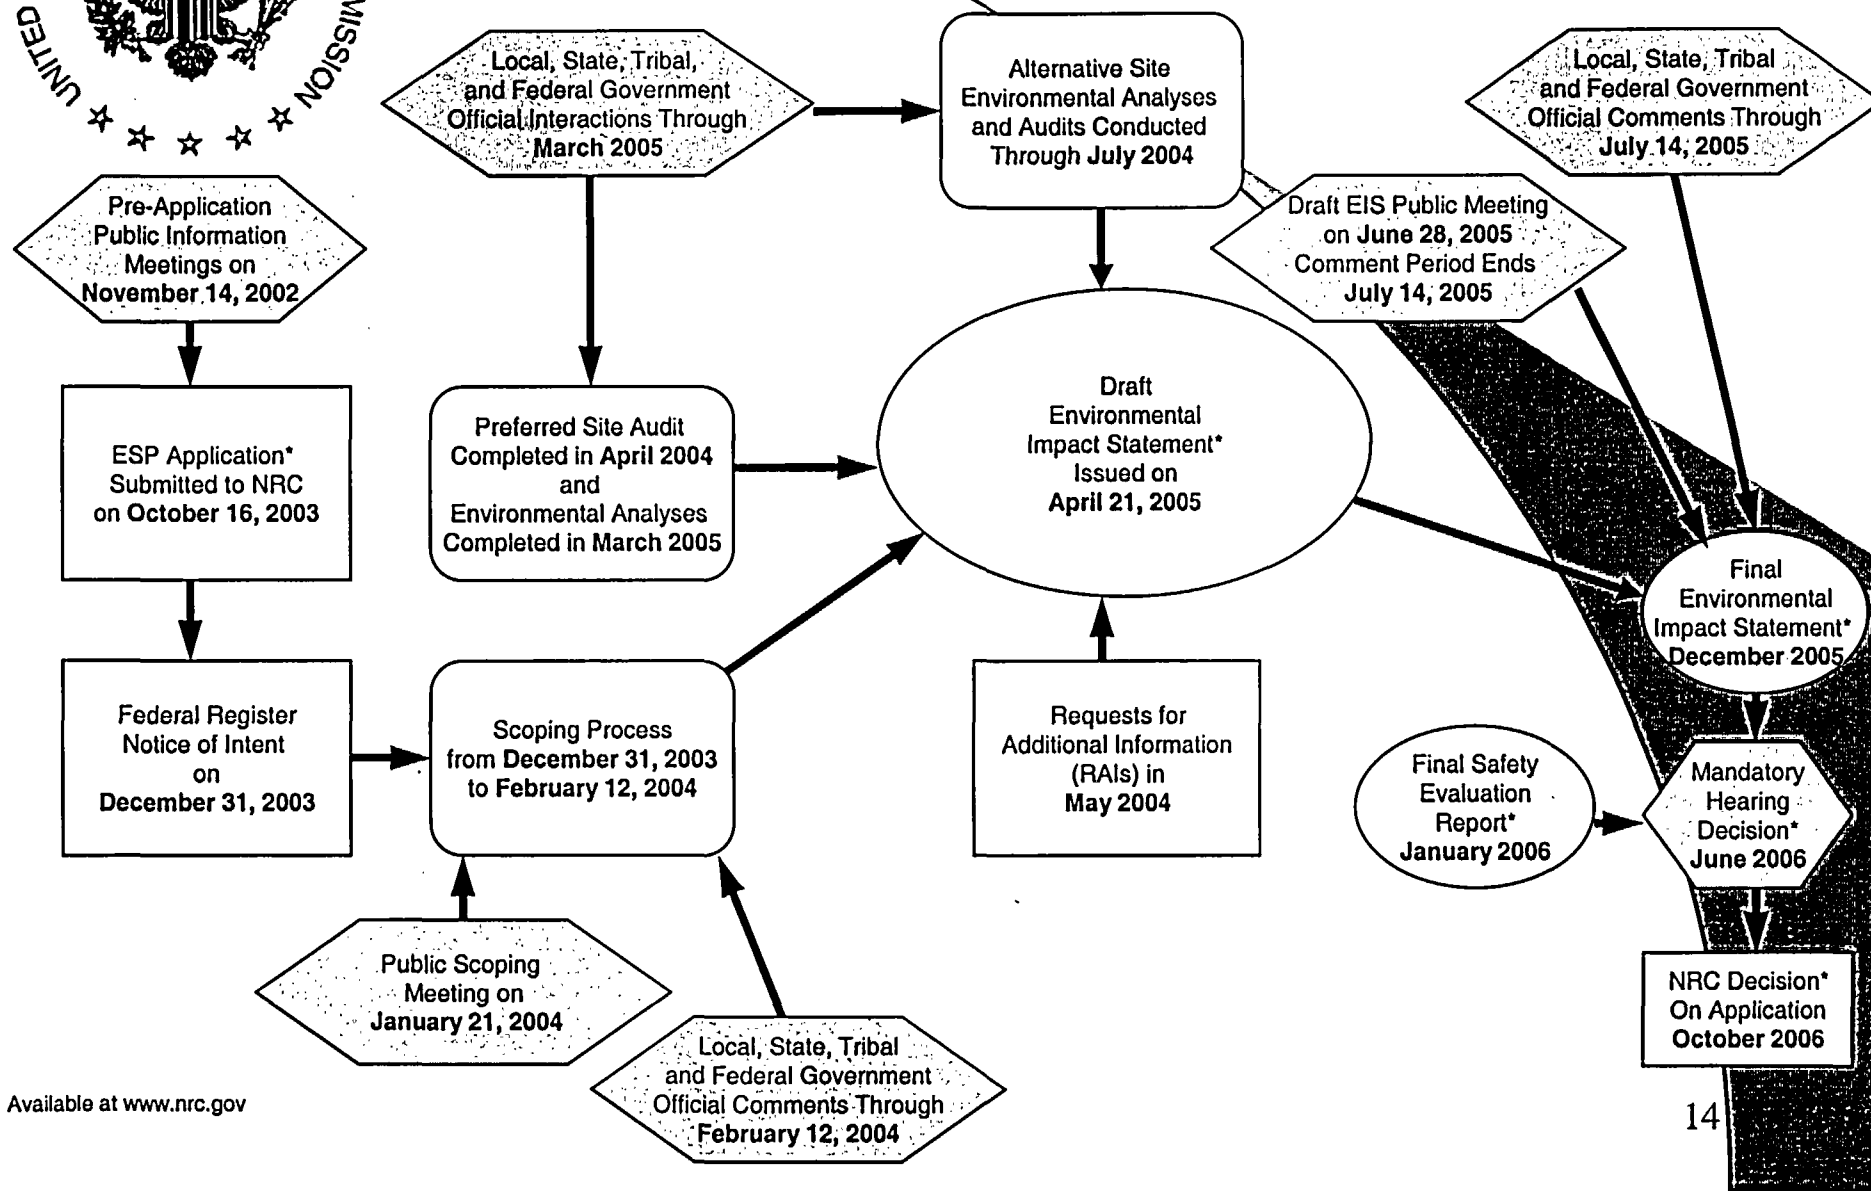 UNITED
MISSION
Local, State, Tribal,
and Federal Government
Official Interactions Through
March 2005
Alternative Site
Environmental Analyses
and Audits Conducted
Through July 2004
Local, State, Tribal
and Federal Government
Official Comments Through
July 14, 2005
Pre-Application
Public Information
Meetings on
November 14, 2002
Draft EIS Public Meeting
on June 28, 2005
Comment Period Ends
July 14, 2005
ESP Application*
Submitted to NRC
on October 16, 2003
Preferred Site Audit
Completed in April 2004
and
Environmental Analyses
Completed in March 2005
Draft
Environmental
Impact Statement*
Issued on
April 21, 2005
Final
Environmental
Impact Statement*
December 2005
Federal Register
Notice of Intent
on
December 31, 2003
Scoping Process
from December 31, 2003
to February 12, 2004
Requests for
Additional Information
(RAIs) in
May 2004
Final Safety
Evaluation
Report*
January 2006
Mandatory
Hearing
Decision*
June 2006
Public Scoping
Meeting on
January 21, 2004
Local, State, Tribal
and Federal Government
Official Comments Through
February 12, 2004
NRC Decision*
On Application
October 2006
Available at www.nrc.gov
14